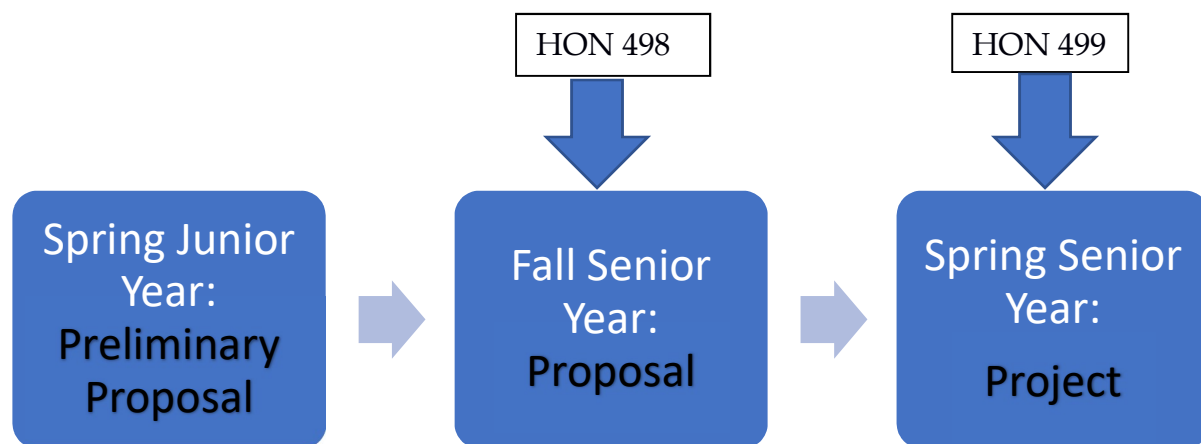 HON 498
HON 499
Spring Junior
Year:
Preliminary
Proposal
Fall Senior
Year:
Proposal
Spring Senior
Year:
Project